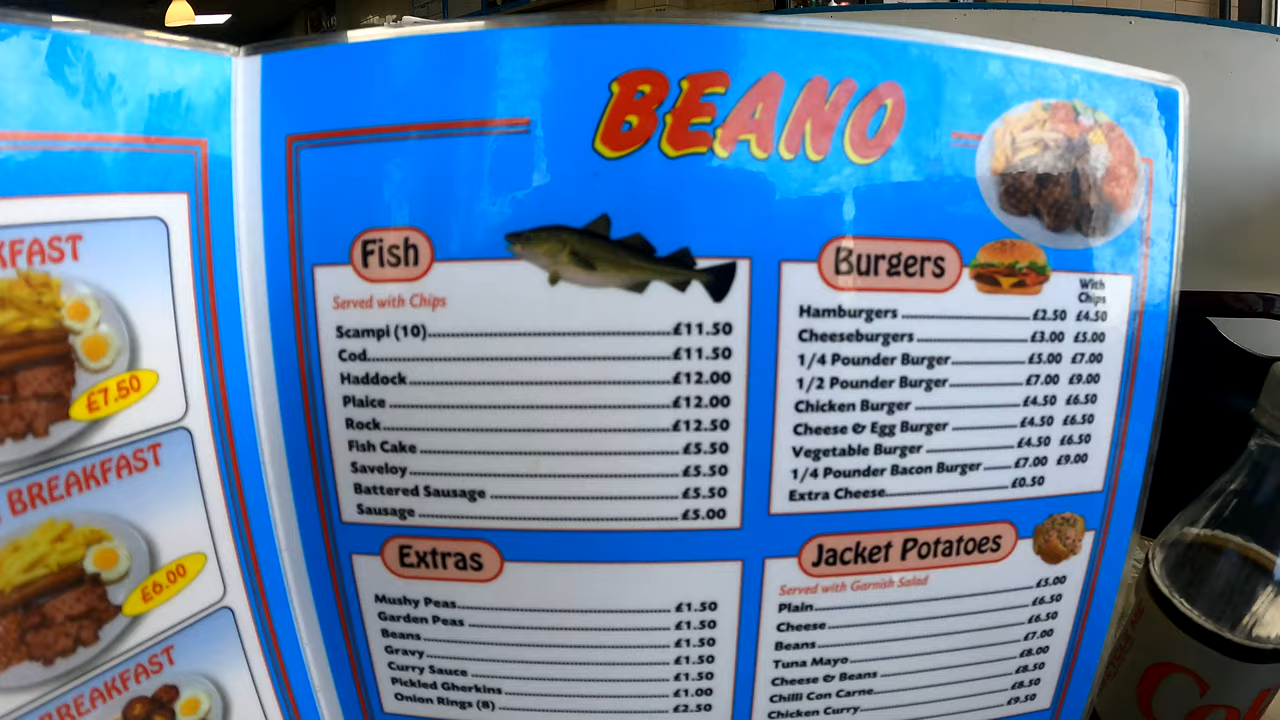 KFAST
£7.50
BREAKFAST
£6.00
BREAKFAST
BEANO
Fish
Served with Chips
Scampi (10) £11.50
Cod £11.50
Haddock £12.00
Plaice £12.00
Rock £12.50
Fish Cake £5.50
Saveloy £5.50
Battered Sausage £5.50
Sausage £5.00
Extras
Mushy Peas £1.50
Garden Peas £1.50
Beans £1.50
Gravy £1.50
Curry Sauce £1.50
Pickled Gherkins £1.00
Onion Rings (8) £2.50
Burgers
With
Chips
Hamburgers £2.50 £4.50
Cheeseburgers £3.00 £5.00
1/4 Pounder Burger £5.00 £7.00
1/2 Pounder Burger £7.00 £9.00
Chicken Burger £4.50 £6.50
Cheese & Egg Burger £4.50 £6.50
Vegetable Burger £4.50 £6.50
1/4 Pounder Bacon Burger £7.00 £9.00
Extra Cheese £0.50
Jacket Potatoes
Served with Garnish Salad
Plain £5.00
Cheese £6.50
Beans £6.50
Tuna Mayo £7.00
Cheese & Beans £8.00
Chilli Con Carne £8.50
Chicken Curry £8.50
£9.50